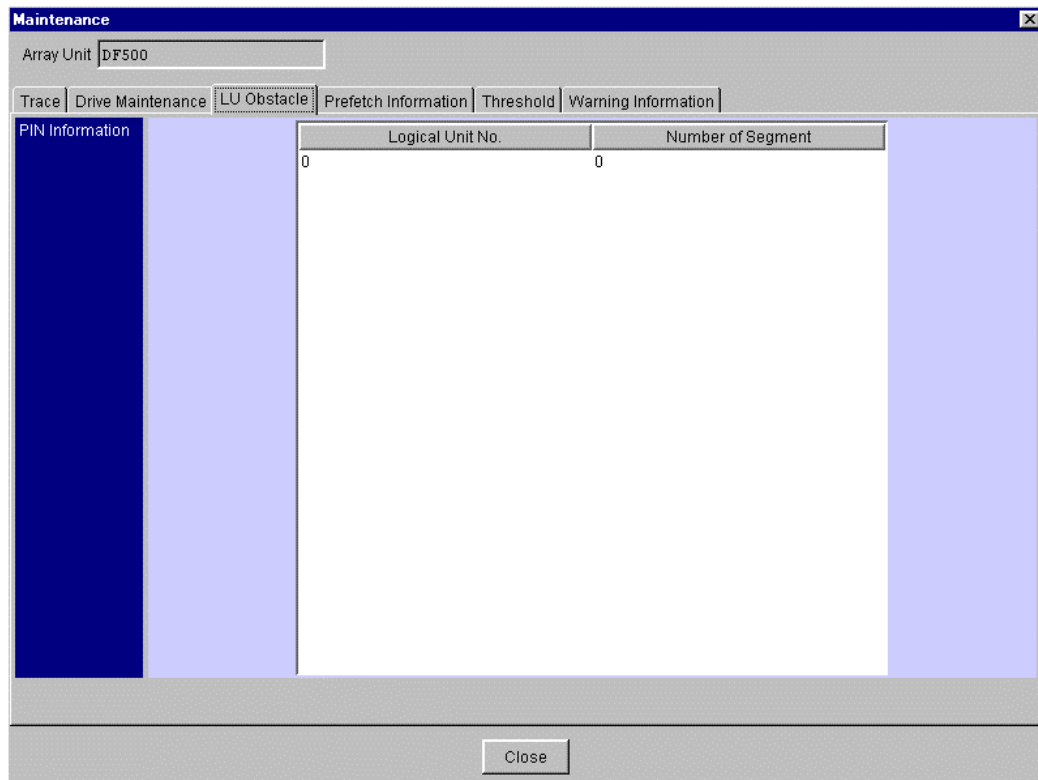 Maintenance
Array Unit DF500
Trace Drive Maintenance LU Obstacle Prefetch Information Threshold Warning Information
PIN Information
Logical Unit No. Number of Segment
0 0
Close